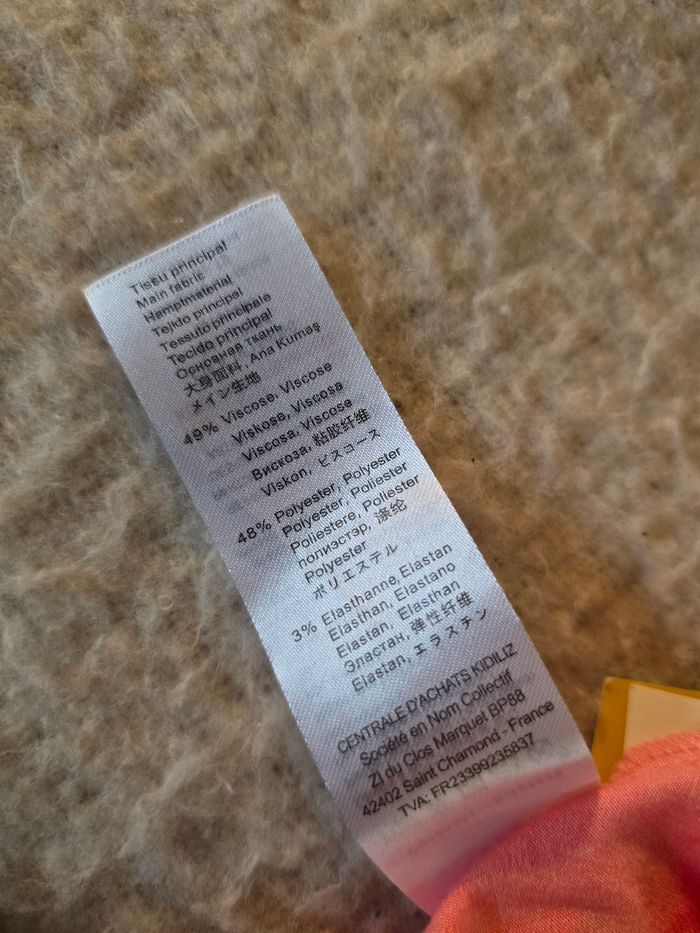 Tissu principal
Main fabric
Hamptmaterial
Tejido principal
Tessuto principale
Tecido principal
Основная ткань
大身面料, Ana Kumaş
メイン生地
49% Viscose, Viscose
Viskose, Viscosa
Viscosa, Viscose
Вискоза, 粘胶纤维
Viskon, ビスコース
48% Polyester, Polyester
Polyester, Poliester
Poliestere, Poliester
полиэстэр, 涤纶
Polyester
ポリエステル
3% Elasthanne, Elastan
Elasthan, Elastano
Elastan, Elasthan
Эластан, 弹性纤维
Elastan, エラスチン
CENTRALE D'ACHATS KIDILIZ
Société en Nom Collectif
ZI du Clos Marquet BP88
42402 Saint Chamond - France
TVA: FR23399235837